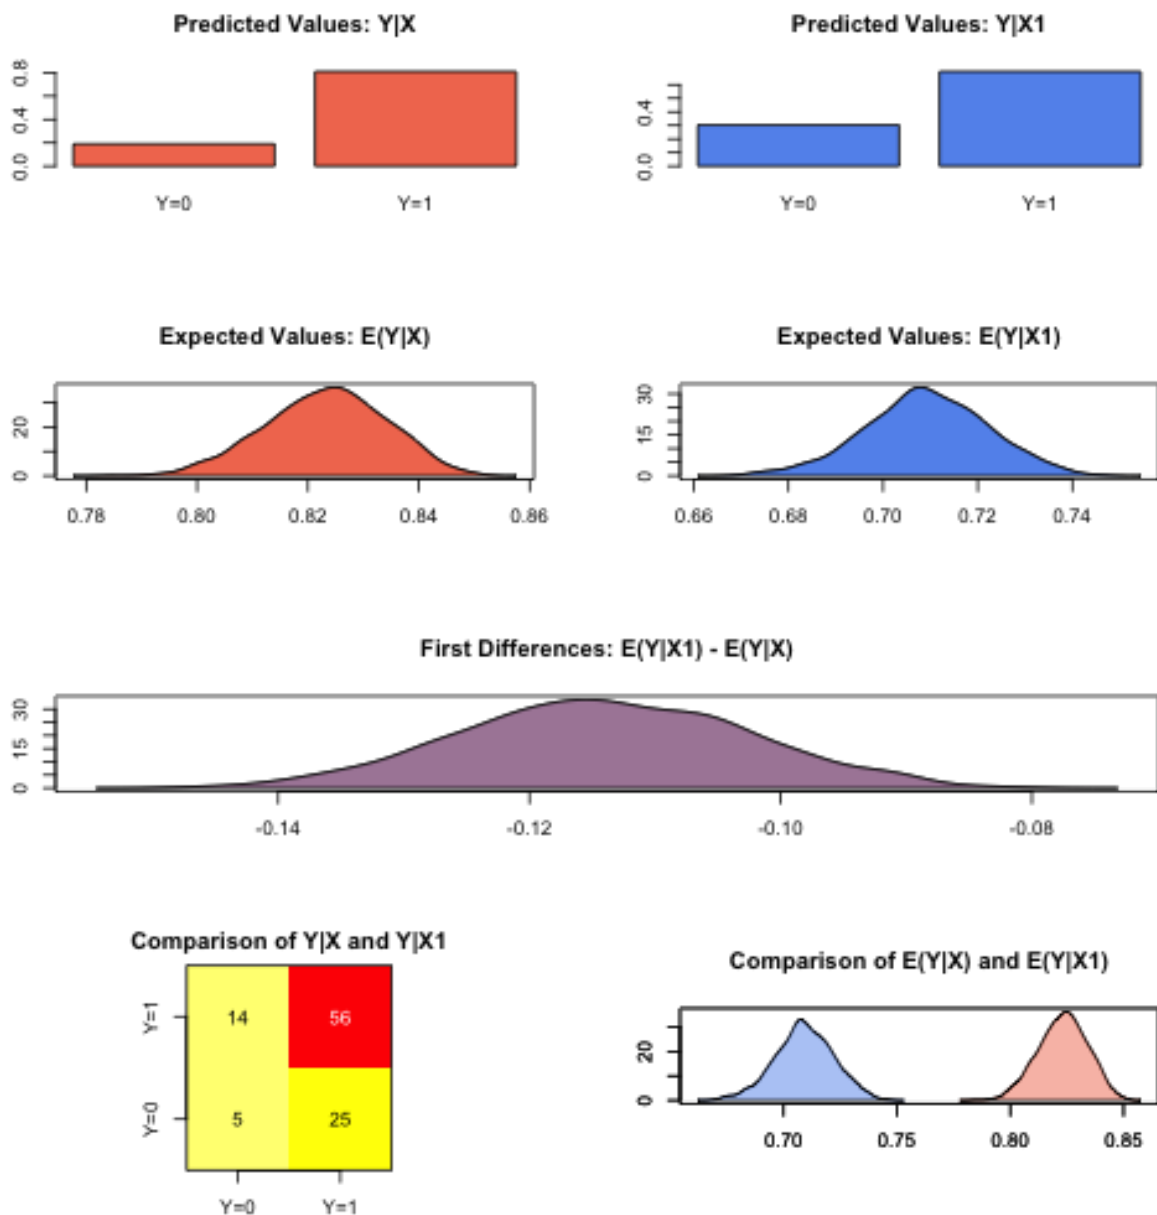 Predicted Values: Y|X
0.0 0.4 0.8
Y=0 Y=1
Predicted Values: Y|X1
0.0 0.4
Y=0 Y=1
Expected Values: E(Y|X)
0 20
0.78 0.80 0.82 0.84 0.86
Expected Values: E(Y|X1)
0 15 30
0.66 0.68 0.70 0.72 0.74
First Differences: E(Y|X1) - E(Y|X)
0 15 30
-0.14 -0.12 -0.10 -0.08
Comparison of Y|X and Y|X1
Y=1 14 56
Y=0 5 25
Y=0 Y=1
Comparison of E(Y|X) and E(Y|X1)
0 20
0.70 0.75 0.80 0.85